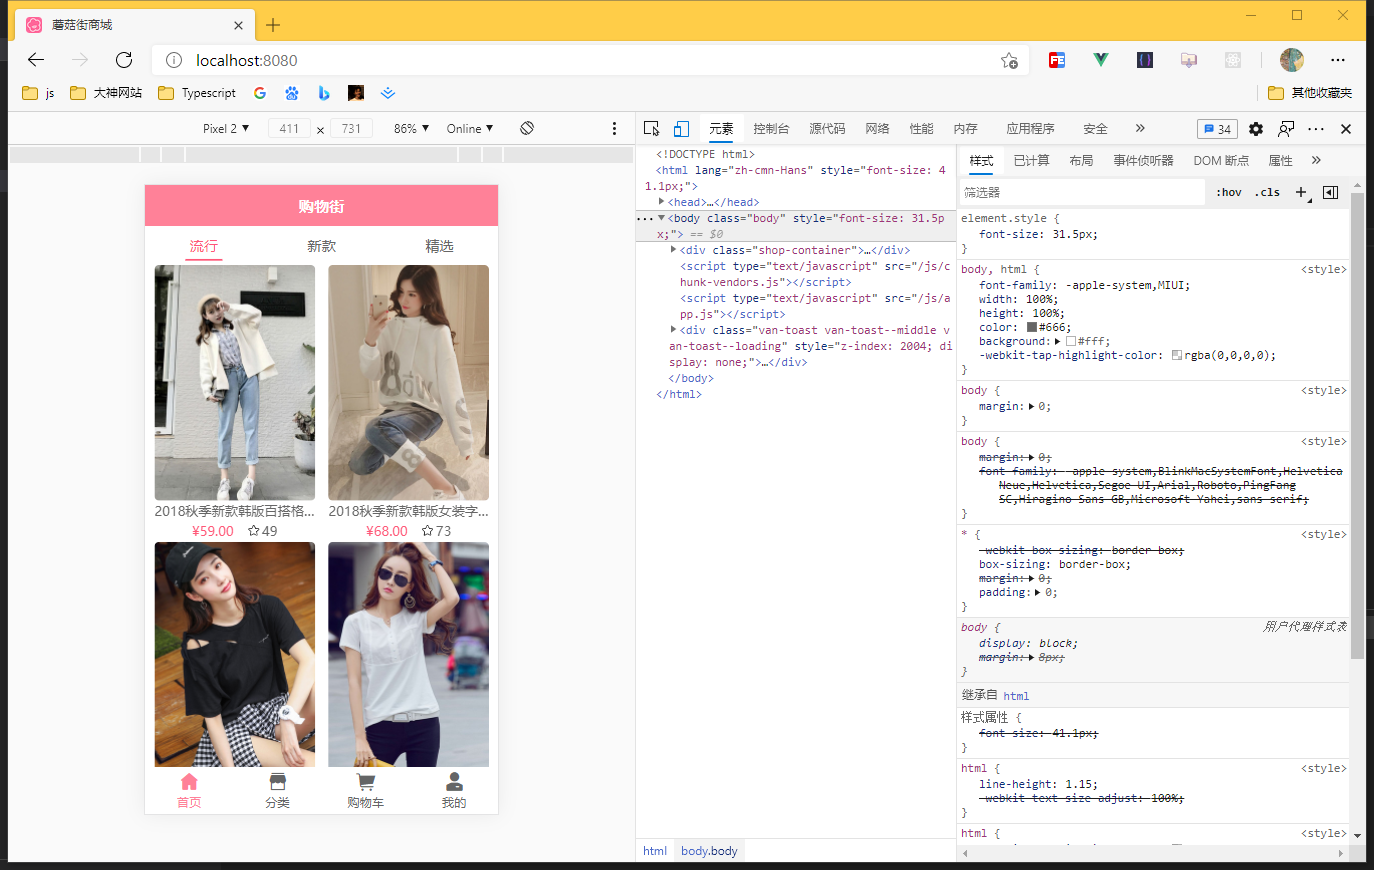 蘑菇街商城
localhost:8080
js
大神网站
Typescript
其他收藏夹
Pixel 2 ▼
411
×
731
86% ▼
Online ▼
元素
控制台
源代码
网络
性能
内存
应用程序
安全
34
购物街
流行
新款
精选
2018秋季新款韩版百搭格...
¥59.00
49
2018秋季新款韩版女装字...
¥68.00
73
首页
分类
购物车
我的
<!DOCTYPE html>
<html lang="zh-cmn-Hans" style="font-size: 4
1.1px;">
<head>…</head>
<body class="body" style="font-size: 31.5p
x;"> == $0
<div class="shop-container">…</div>
<script type="text/javascript" src="/js/c
hunk-vendors.js"></script>
<script type="text/javascript" src="/js/a
pp.js"></script>
<div class="van-toast van-toast--middle v
an-toast--loading" style="z-index: 2004; di
splay: none;">…</div>
</body>
</html>
html
body.body
样式
已计算
布局
事件侦听器
DOM 断点
属性
筛选器
:hov
.cls
element.style {
font-size: 31.5px;
}
body, html {
<style>
font-family: -apple-system,MIUI;
width: 100%;
height: 100%;
color: #666;
background: #fff;
-webkit-tap-highlight-color: rgba(0,0,0,0);
}
body {
<style>
margin: 0;
}
body {
<style>
margin: 0;
font-family: -apple-system,BlinkMacSystemFont,Helvetica
Neue,Helvetica,Segoe UI,Arial,Roboto,PingFang
SC,Hiragino Sans GB,Microsoft Yahei,sans-serif;
}
* {
<style>
-webkit-box-sizing: border-box;
box-sizing: border-box;
margin: 0;
padding: 0;
}
body {
用户代理样式表
display: block;
margin: 8px;
}
继承自 html
样式属性 {
font-size: 41.1px;
}
html {
<style>
line-height: 1.15;
-webkit-text-size-adjust: 100%;
}
html {
<style>